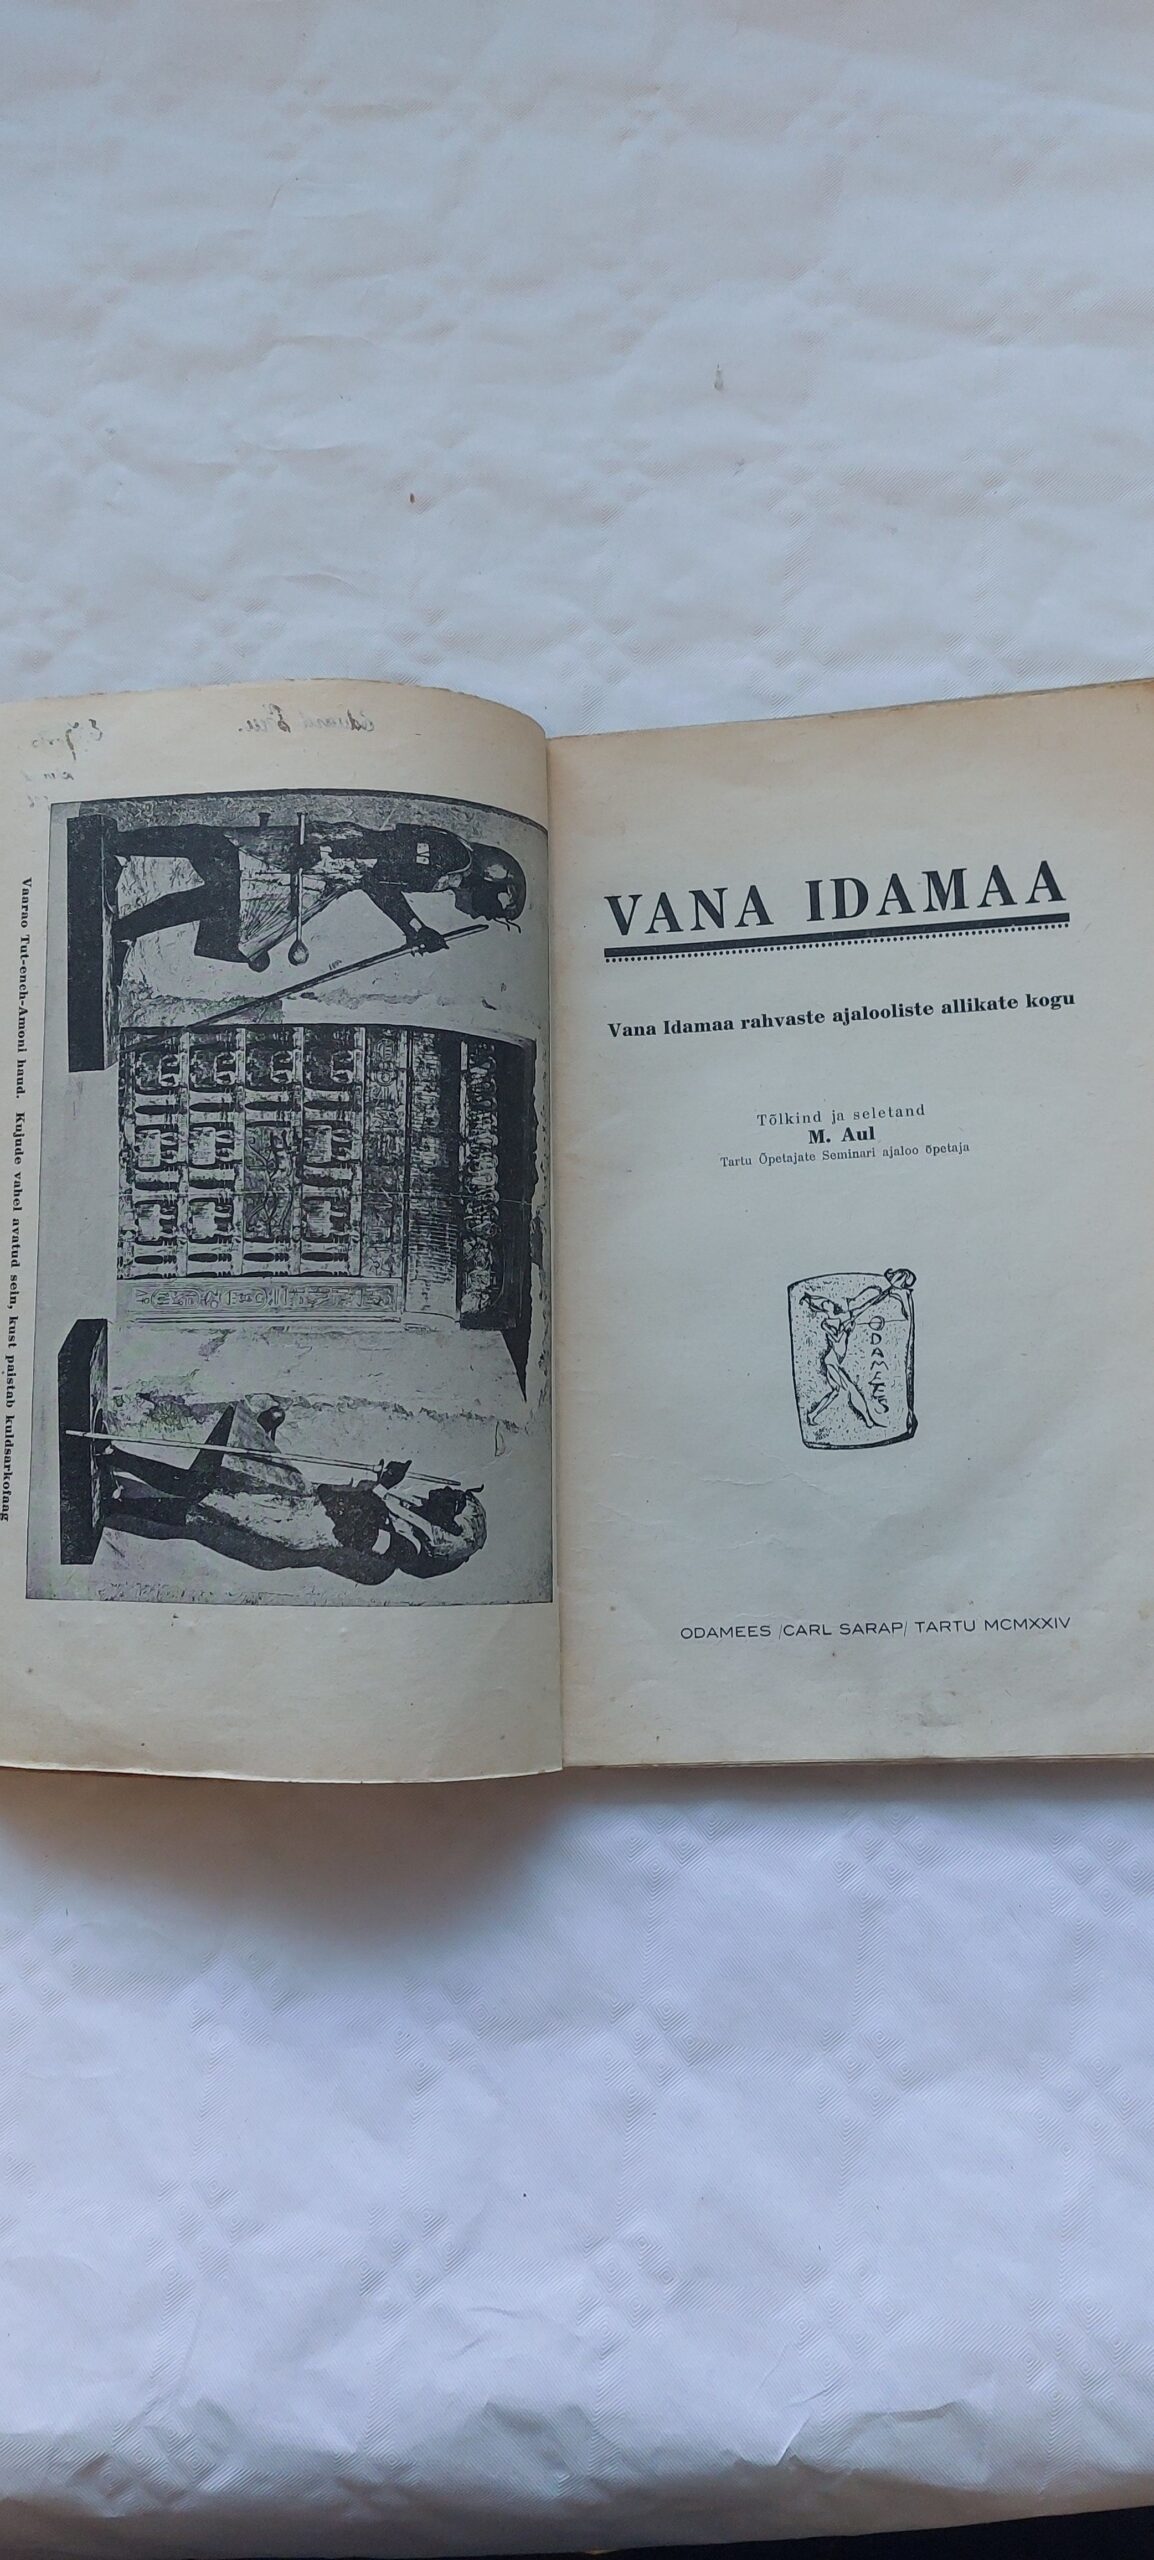 Vaarao Tut-ench-Amoni haud. Kujude vahel avatud sein, kust paistab kuldsarkofaag
VANA IDAMAA
Vana Idamaa rahvaste ajalooliste allikate kogu
Tõlkind ja seletand
M. Aul
Tartu Õpetajate Seminari ajaloo õpetaja
ODAMEES
ODAMEES /CARL SARAP/ TARTU MCMXXIV